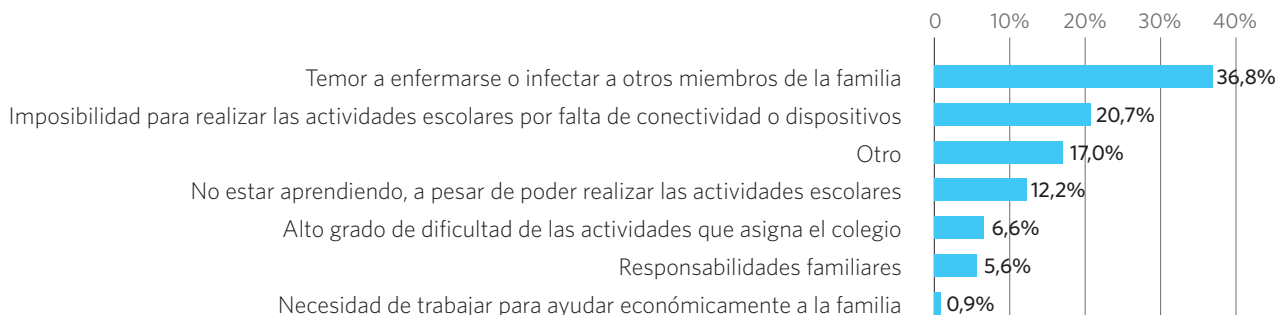 0 10% 20% 30% 40%
Temor a enfermarse o infectar a otros miembros de la familia 36,8%
Imposibilidad para realizar las actividades escolares por falta de conectividad o dispositivos 20,7%
Otro 17,0%
No estar aprendiendo, a pesar de poder realizar las actividades escolares 12,2%
Alto grado de dificultad de las actividades que asigna el colegio 6,6%
Responsabilidades familiares 5,6%
Necesidad de trabajar para ayudar económicamente a la familia 0,9%